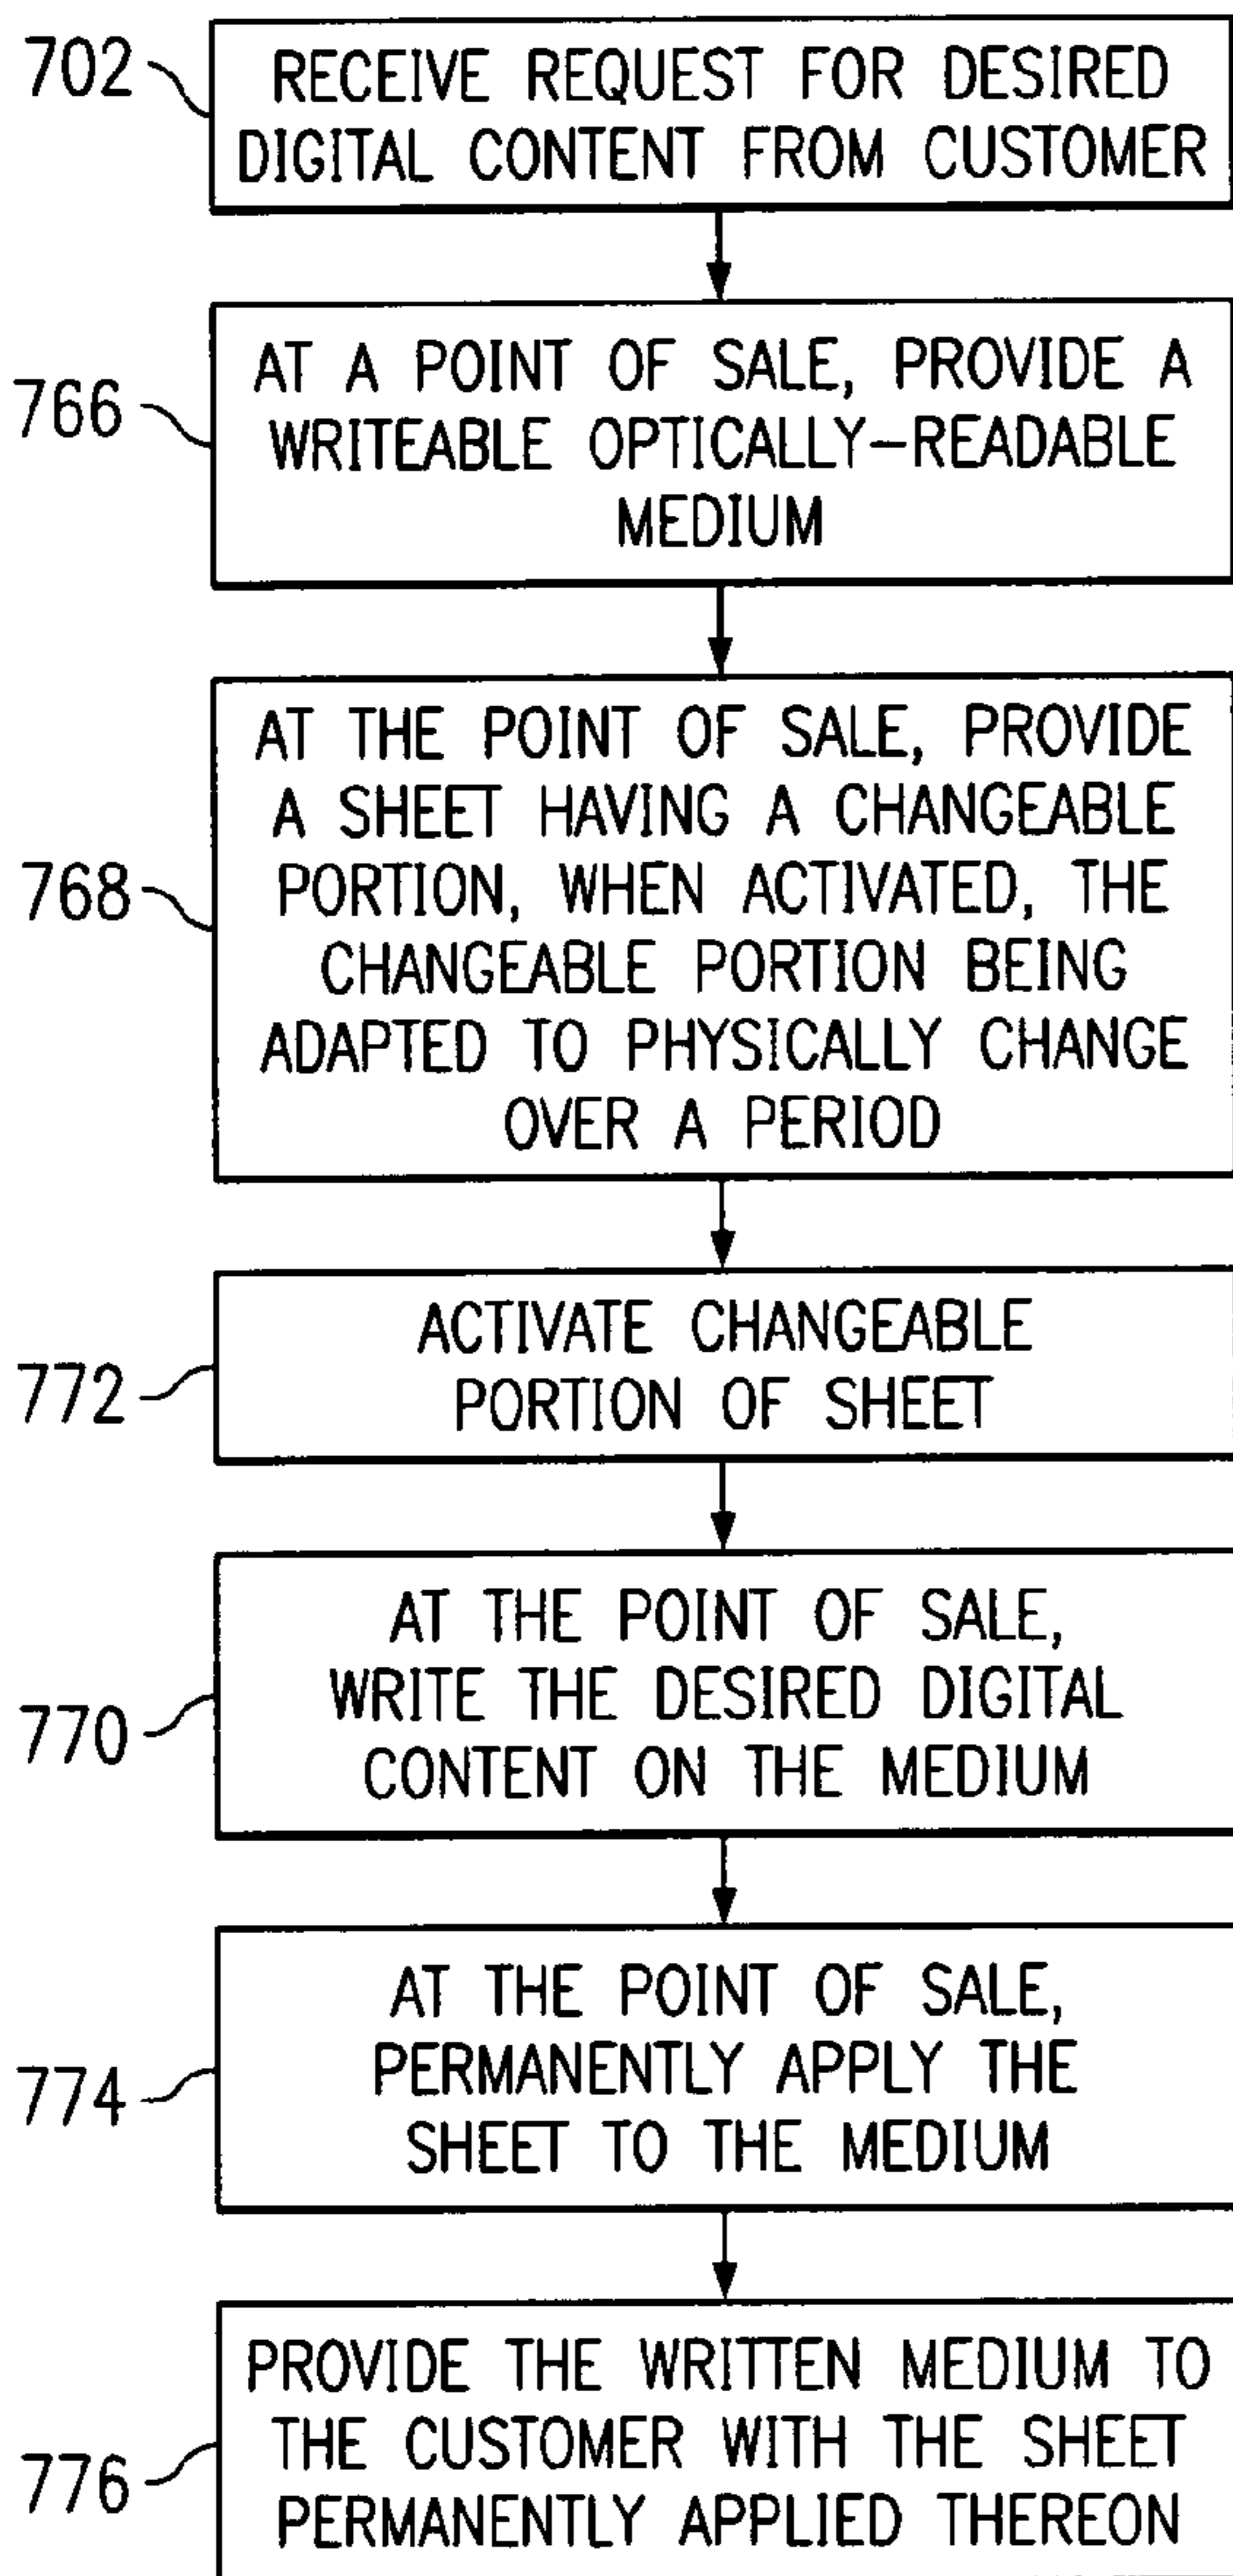 702
RECEIVE REQUEST FOR DESIRED
DIGITAL CONTENT FROM CUSTOMER
766
AT A POINT OF SALE, PROVIDE A
WRITEABLE OPTICALLY-READABLE
MEDIUM
768
AT THE POINT OF SALE, PROVIDE
A SHEET HAVING A CHANGEABLE
PORTION, WHEN ACTIVATED, THE
CHANGEABLE PORTION BEING
ADAPTED TO PHYSICALLY CHANGE
OVER A PERIOD
772
ACTIVATE CHANGEABLE
PORTION OF SHEET
770
AT THE POINT OF SALE,
WRITE THE DESIRED DIGITAL
CONTENT ON THE MEDIUM
774
AT THE POINT OF SALE,
PERMANENTLY APPLY THE
SHEET TO THE MEDIUM
776
PROVIDE THE WRITTEN MEDIUM TO
THE CUSTOMER WITH THE SHEET
PERMANENTLY APPLIED THEREON